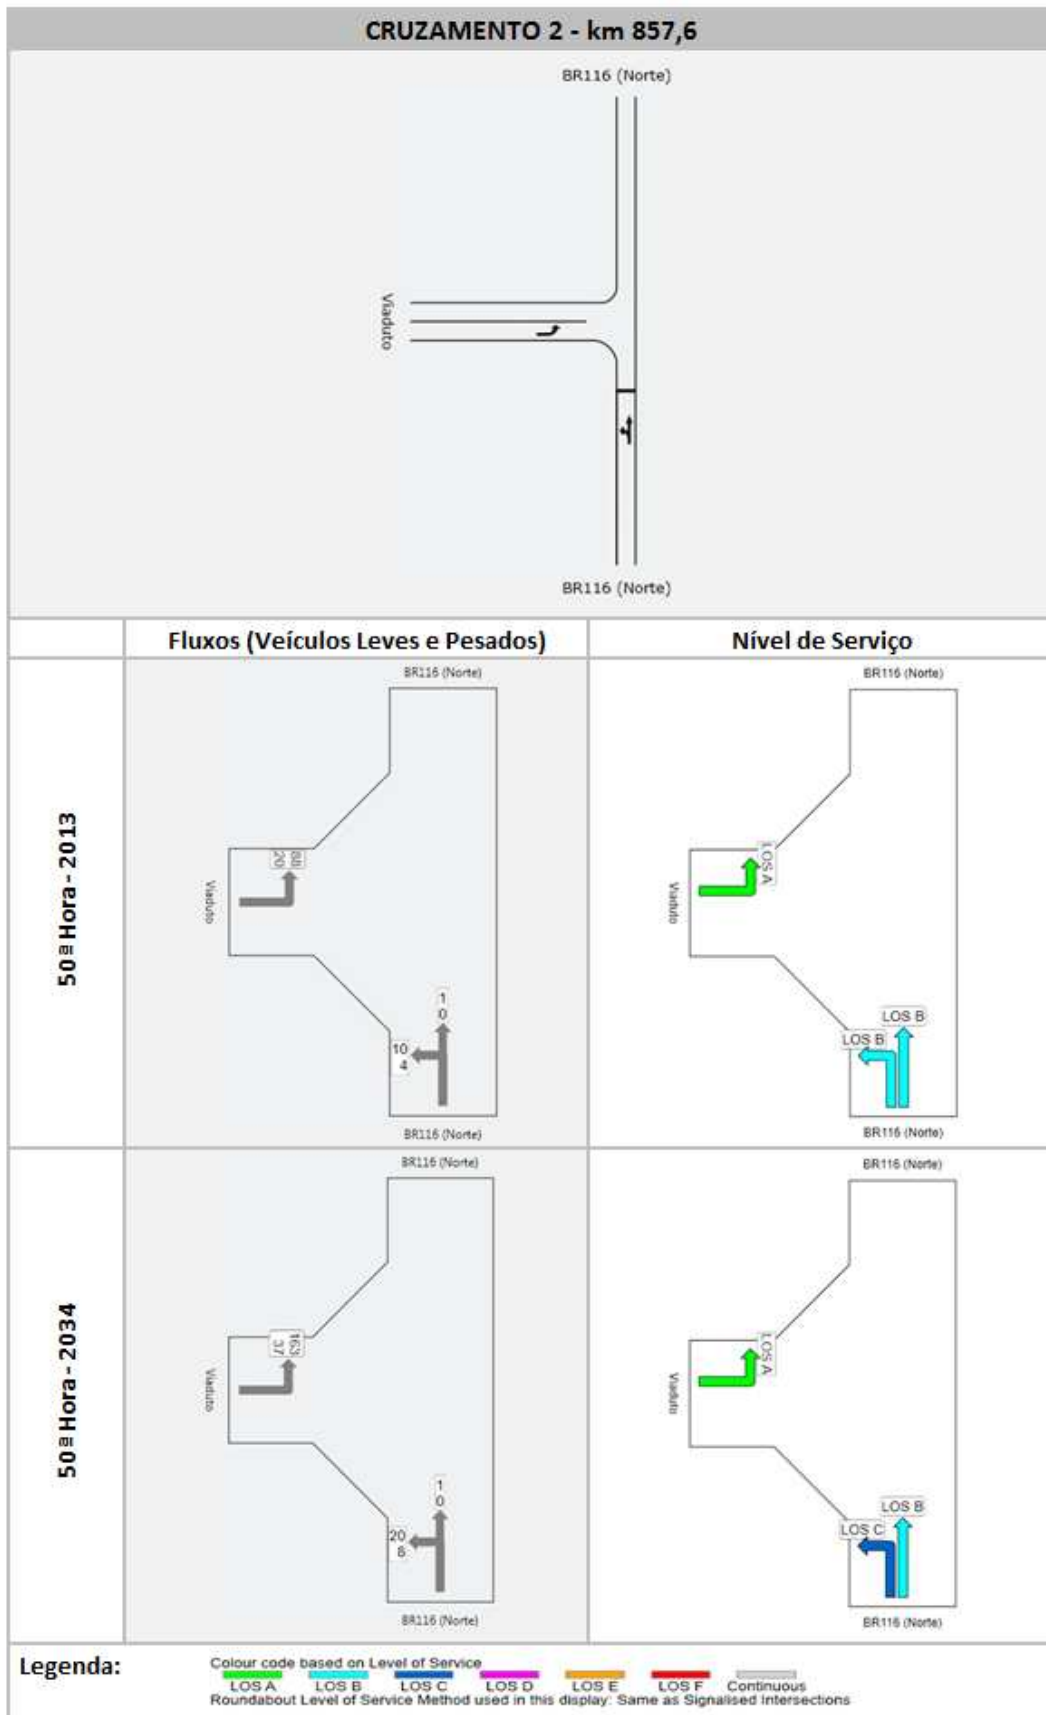 CRUZAMENTO 2 - km 857,6
BR116 (Norte)
Viaduto
BR116 (Norte)
Fluxos (Veículos Leves e Pesados)
Nível de Serviço
50ª Hora - 2013
BR116 (Norte)
88
20
Viaduto
1
0
10
4
BR116 (Norte)
BR116 (Norte)
LOS A
Viaduto
LOS B
LOS B
BR116 (Norte)
50ª Hora - 2034
BR116 (Norte)
163
37
Viaduto
1
0
20
8
BR116 (Norte)
BR116 (Norte)
LOS A
Viaduto
LOS B
LOS C
BR116 (Norte)
Legenda:
Colour code based on Level of Service
LOS A LOS B LOS C LOS D LOS E LOS F Continuous
Roundabout Level of Service Method used in this display: Same as Signalised Intersections